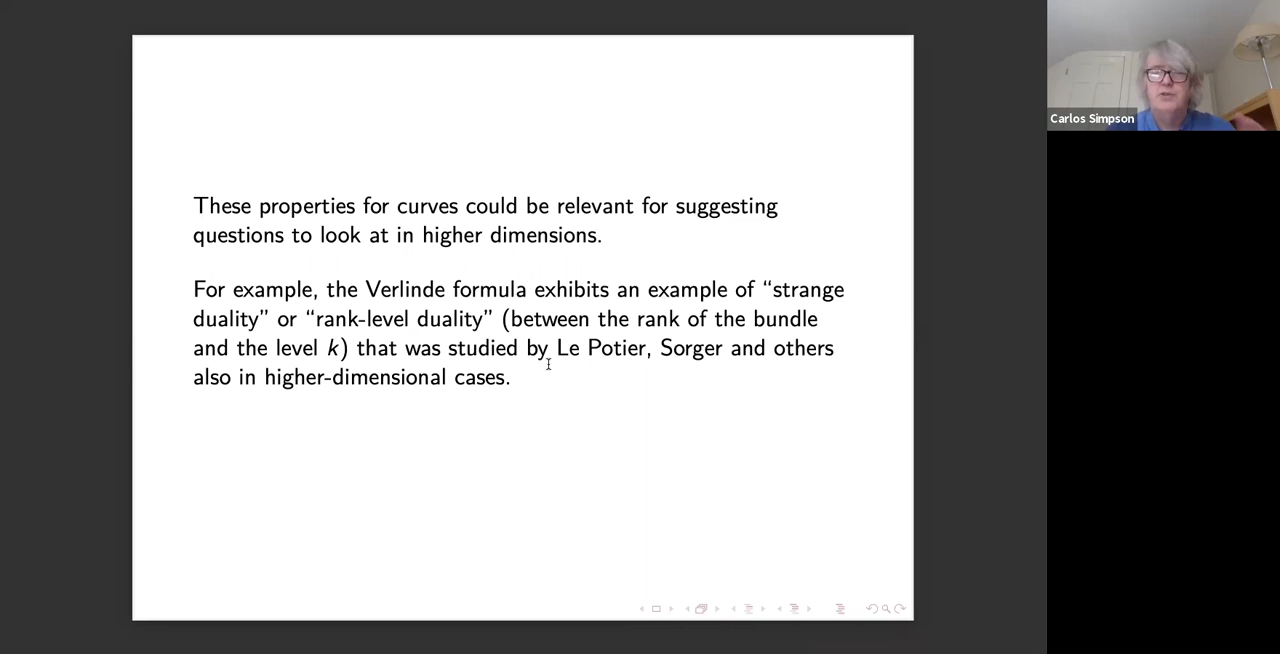 These properties for curves could be relevant for suggesting
questions to look at in higher dimensions.
For example, the Verlinde formula exhibits an example of “strange
duality” or “rank-level duality” (between the rank of the bundle
and the level k) that was studied by Le Potier, Sorger and others
also in higher-dimensional cases.
Carlos Simpson